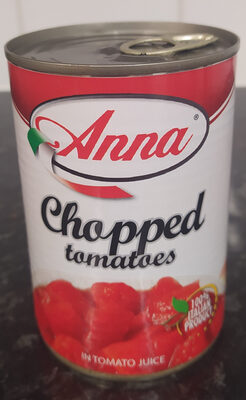 Anna®
Chopped
tomatoes
100%
ITALIAN
PRODUCT
IN TOMATO JUICE